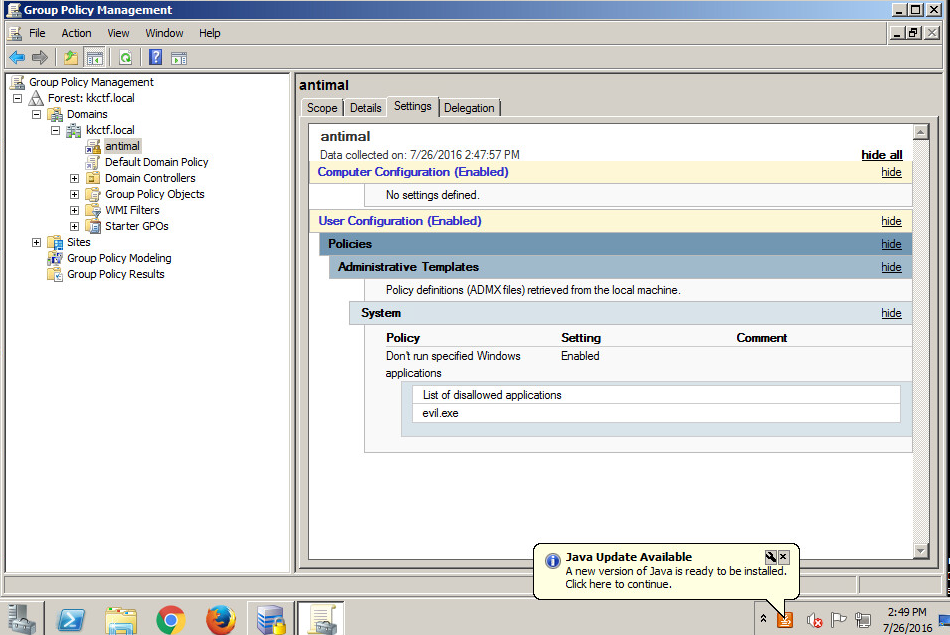 Group Policy Management
File Action View Window Help
Group Policy Management
Forest: kkctf.local
Domains
kkctf.local
antimal
Default Domain Policy
Domain Controllers
Group Policy Objects
WMI Filters
Starter GPOs
Sites
Group Policy Modeling
Group Policy Results
antimal
Scope Details Settings Delegation
antimal
Data collected on: 7/26/2016 2:47:57 PM hide all
Computer Configuration (Enabled) hide
No settings defined.
User Configuration (Enabled) hide
Policies hide
Administrative Templates hide
Policy definitions (ADMX files) retrieved from the local machine.
System hide
Policy Setting Comment
Don't run specified Windows Enabled
applications
List of disallowed applications
evil.exe
Java Update Available
A new version of Java is ready to be installed.
Click here to continue.
2:49 PM
7/26/2016